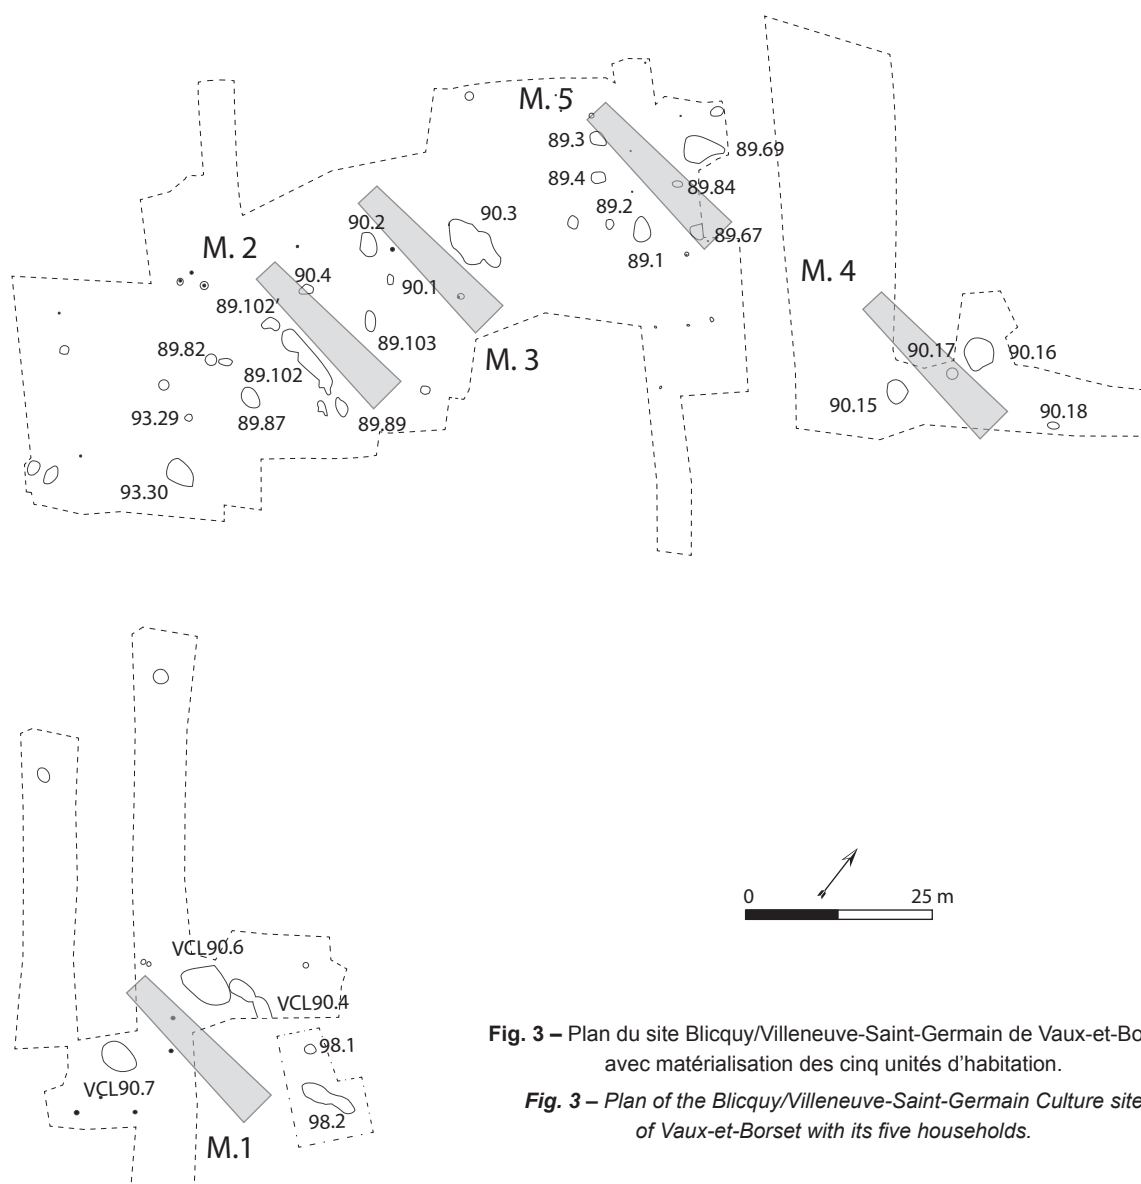 M. 5
89.3
89.69
89.4
89.84
89.2
90.3
90.2
89.67
M. 2
89.1
M. 4
90.4
90.1
89.102'
89.103
90.17
90.16
89.82
M. 3
89.102
90.15
90.18
93.29
89.87
89.89
93.30
0 25 m
VCL90.6
VCL90.4
98.1
VCL90.7
98.2
M.1
Fig. 3 – Plan du site Blicquy/Villeneuve-Saint-Germain de Vaux-et-Bo
avec matérialisation des cinq unités d'habitation.
Fig. 3 – Plan of the Blicquy/Villeneuve-Saint-Germain Culture site
of Vaux-et-Borset with its five households.